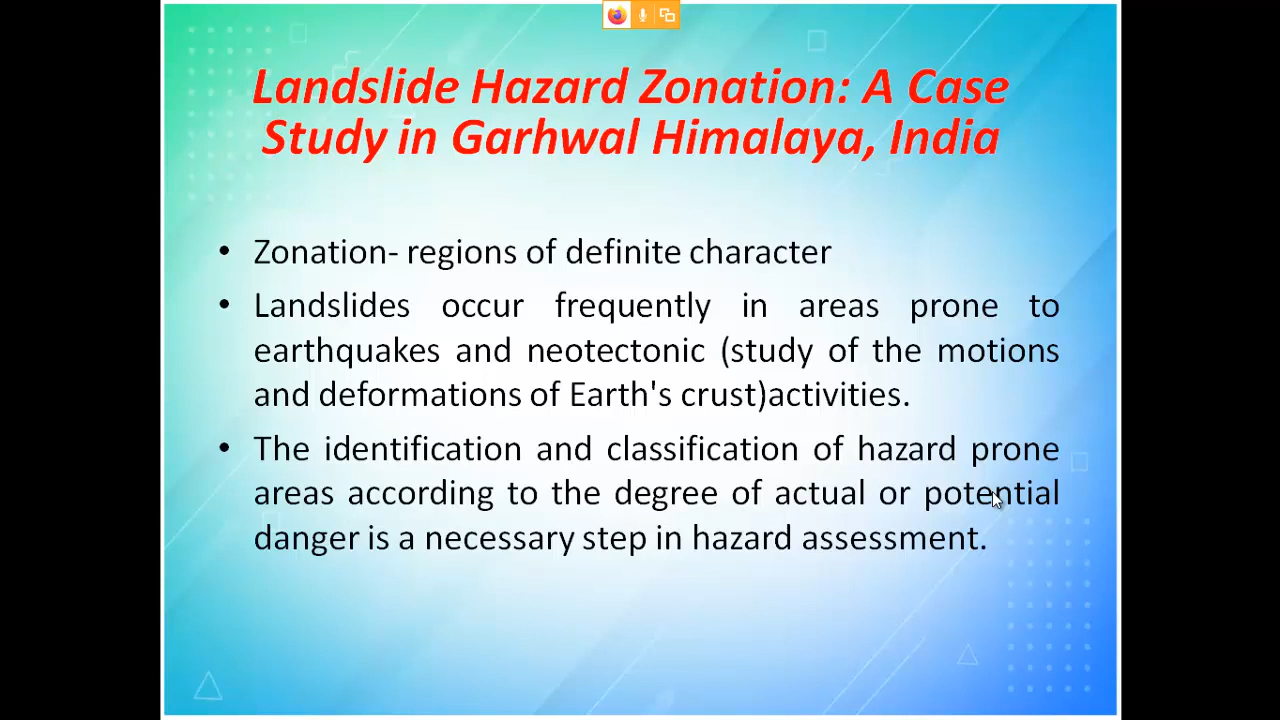 Landslide Hazard Zonation: A Case
Study in Garhwal Himalaya, India
• Zonation- regions of definite character
• Landslides occur frequently in areas prone to
earthquakes and neotectonic (study of the motions
and deformations of Earth's crust)activities.
• The identification and classification of hazard prone
areas according to the degree of actual or potential
danger is a necessary step in hazard assessment.